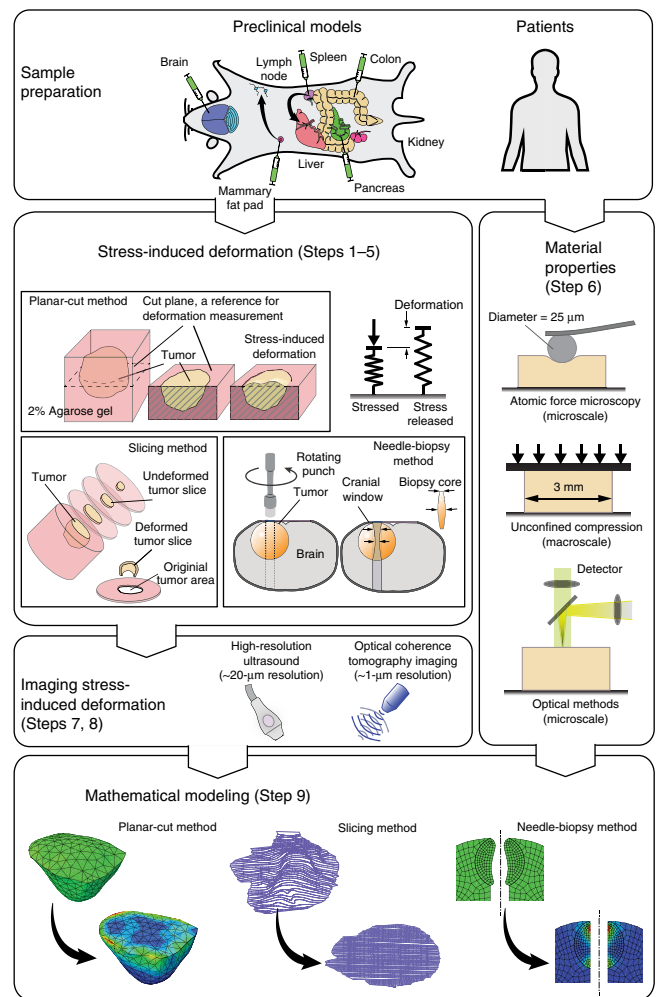 Preclinical models
Patients
Sample
preparation
Brain
Lymph
node
Spleen
Colon
Kidney
Liver
Mammary
fat pad
Pancreas
Stress-induced deformation (Steps 1–5)
Planar-cut method
Cut plane, a reference for
deformation measurement
Stress-induced
deformation
Tumor
2% Agarose gel
Deformation
Stressed
Stress
released
Slicing method
Tumor
Undeformed
tumor slice
Deformed
tumor slice
Originial
tumor area
Needle-biopsy
method
Rotating
punch
Tumor
Cranial
window
Biopsy core
Brain
Material
properties
(Step 6)
Diameter = 25 μm
Atomic force microscopy
(microscale)
3 mm
Unconfined compression
(macroscale)
Detector
Optical methods
(microscale)
Imaging stress-
induced deformation
(Steps 7, 8)
High-resolution
ultrasound
(~20-μm resolution)
Optical coherence
tomography imaging
(~1-μm resolution)
Mathematical modeling (Step 9)
Planar-cut method
Slicing method
Needle-biopsy method